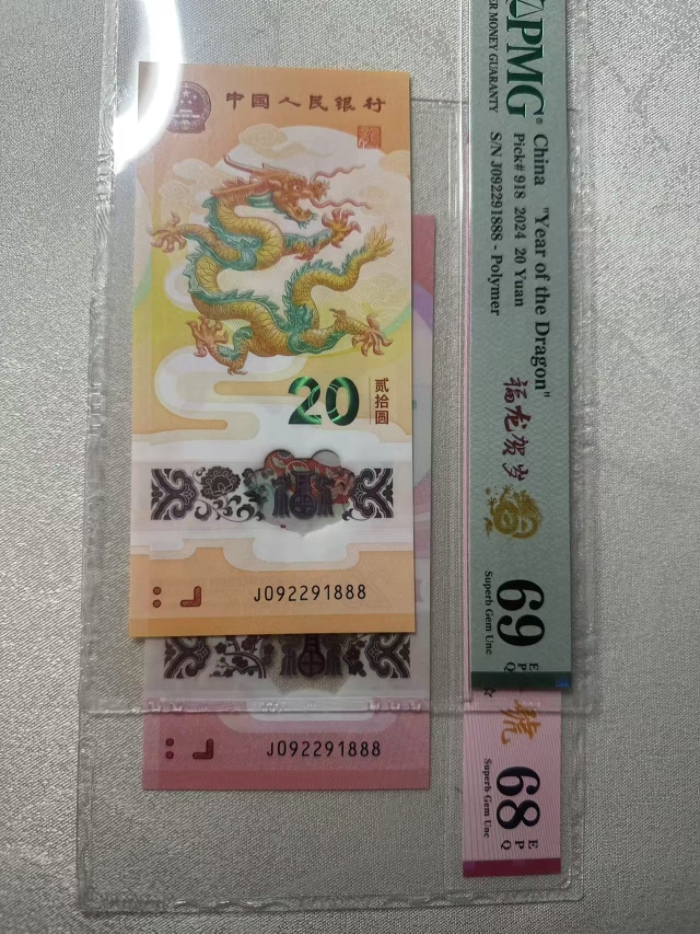 中国人民银行
20
贰拾圆
J092291888
J092291888
PMG
ER MONEY GUARANTY
China "Year of the Dragon"
Pick# 918 2024 20 Yuan
S/N J092291888 - Polymer
福龙贺岁
69 EPQ
Superb Gem Unc
號
68 EPQ
Superb Gem Unc